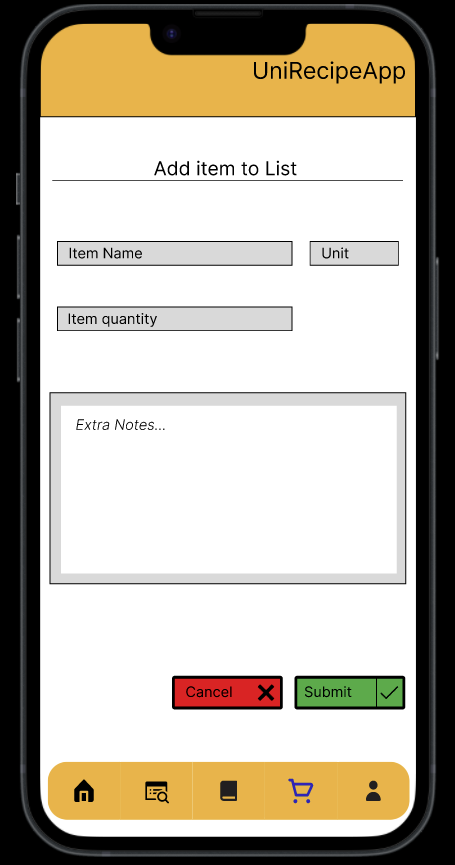 UniRecipeApp
Add item to List
Item Name
Unit
Item quantity
Extra Notes...
Cancel
Submit